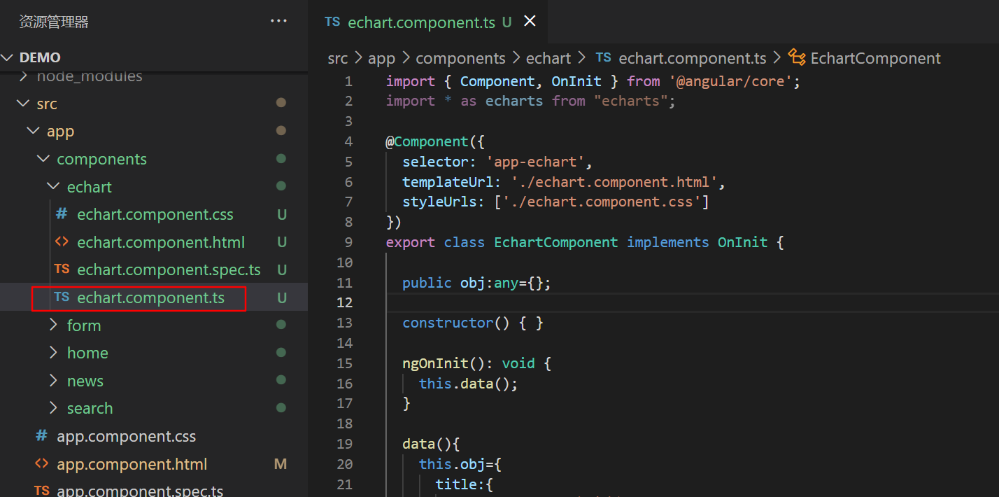 资源管理器 ···
DEMO
node_modules
src
app
components
echart
# echart.component.css U
<> echart.component.html U
TS echart.component.spec.ts U
TS echart.component.ts U
form
home
news
search
# app.component.css
<> app.component.html M
TS app.component.spec.ts
TS echart.component.ts U ×
src > app > components > echart > TS echart.component.ts > EchartComponent
1 import { Component, OnInit } from '@angular/core';
2 import * as echarts from "echarts";
3
4 @Component({
5 selector: 'app-echart',
6 templateUrl: './echart.component.html',
7 styleUrls: ['./echart.component.css']
8 })
9 export class EchartComponent implements OnInit {
10
11 public obj:any={};
12
13 constructor() { }
14
15 ngOnInit(): void {
16 this.data();
17 }
18
19 data(){
20 this.obj={
21 title:{